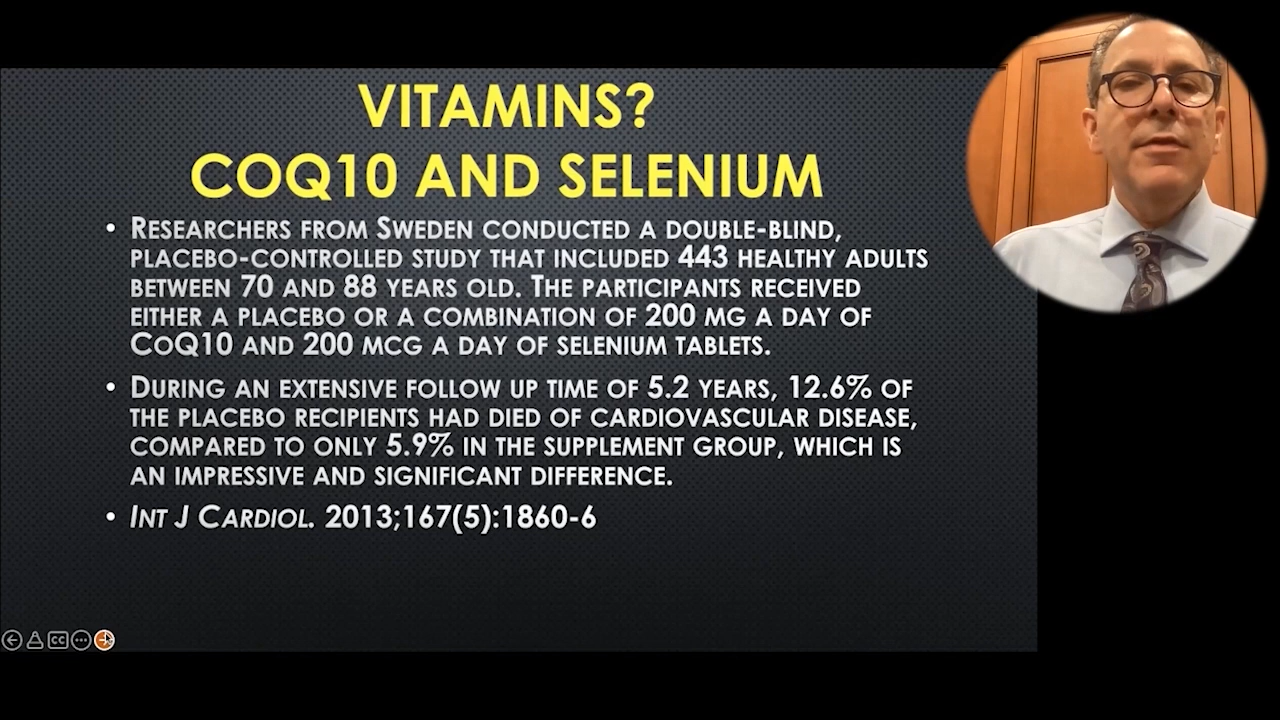 VITAMINS?
COQ10 AND SELENIUM
• RESEARCHERS FROM SWEDEN CONDUCTED A DOUBLE-BLIND,
PLACEBO-CONTROLLED STUDY THAT INCLUDED 443 HEALTHY ADULTS
BETWEEN 70 AND 88 YEARS OLD. THE PARTICIPANTS RECEIVED
EITHER A PLACEBO OR A COMBINATION OF 200 MG A DAY OF
COQ10 AND 200 MCG A DAY OF SELENIUM TABLETS.
• DURING AN EXTENSIVE FOLLOW UP TIME OF 5.2 YEARS, 12.6% OF
THE PLACEBO RECIPIENTS HAD DIED OF CARDIOVASCULAR DISEASE,
COMPARED TO ONLY 5.9% IN THE SUPPLEMENT GROUP, WHICH IS
AN IMPRESSIVE AND SIGNIFICANT DIFFERENCE.
• INT J CARDIOL. 2013;167(5):1860-6
CC